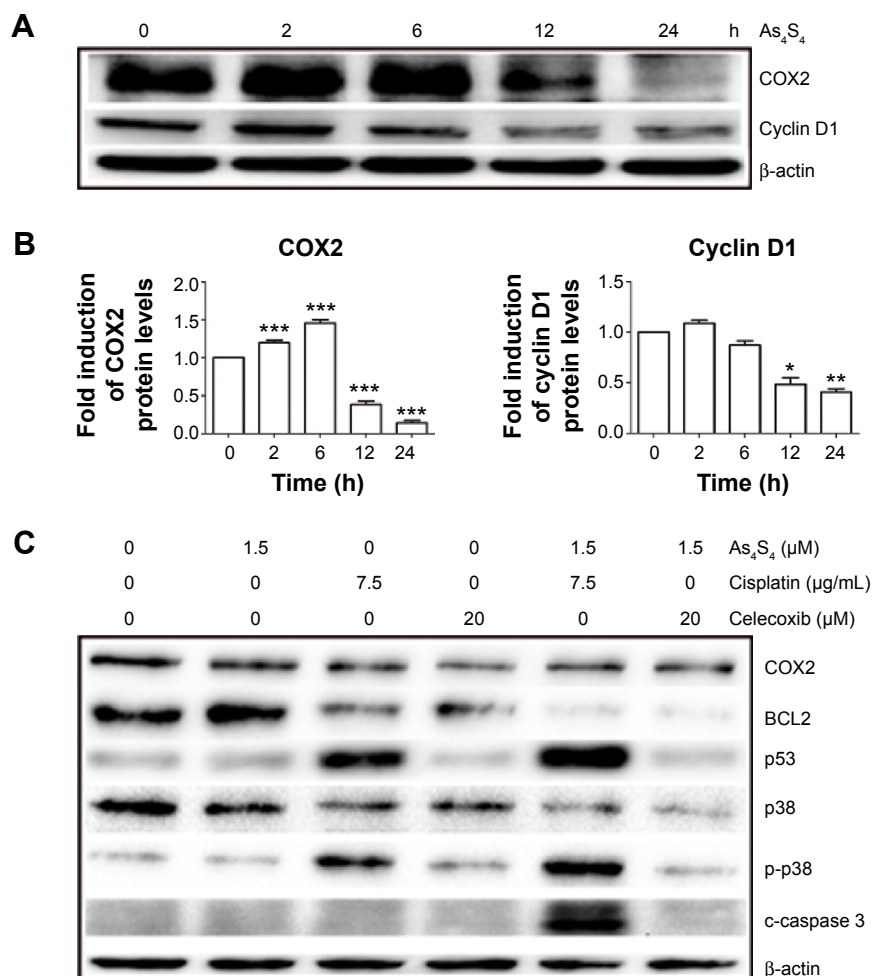 A
0 2 6 12 24 h As₄S₄
COX2
Cyclin D1
β-actin
B
COX2
Fold induction
of COX2
protein levels
2.0
1.5
1.0
0.5
0.0
***
***
***
***
0 2 6 12 24
Time (h)
Cyclin D1
Fold induction
of cyclin D1
protein levels
1.5
1.0
0.5
0.0
*
**
0 2 6 12 24
Time (h)
C
0 1.5 0 0 1.5 1.5 As₄S₄ (µM)
0 0 7.5 0 7.5 0 Cisplatin (µg/mL)
0 0 0 20 0 20 Celecoxib (µM)
COX2
BCL2
p53
p38
p-p38
c-caspase 3
β-actin